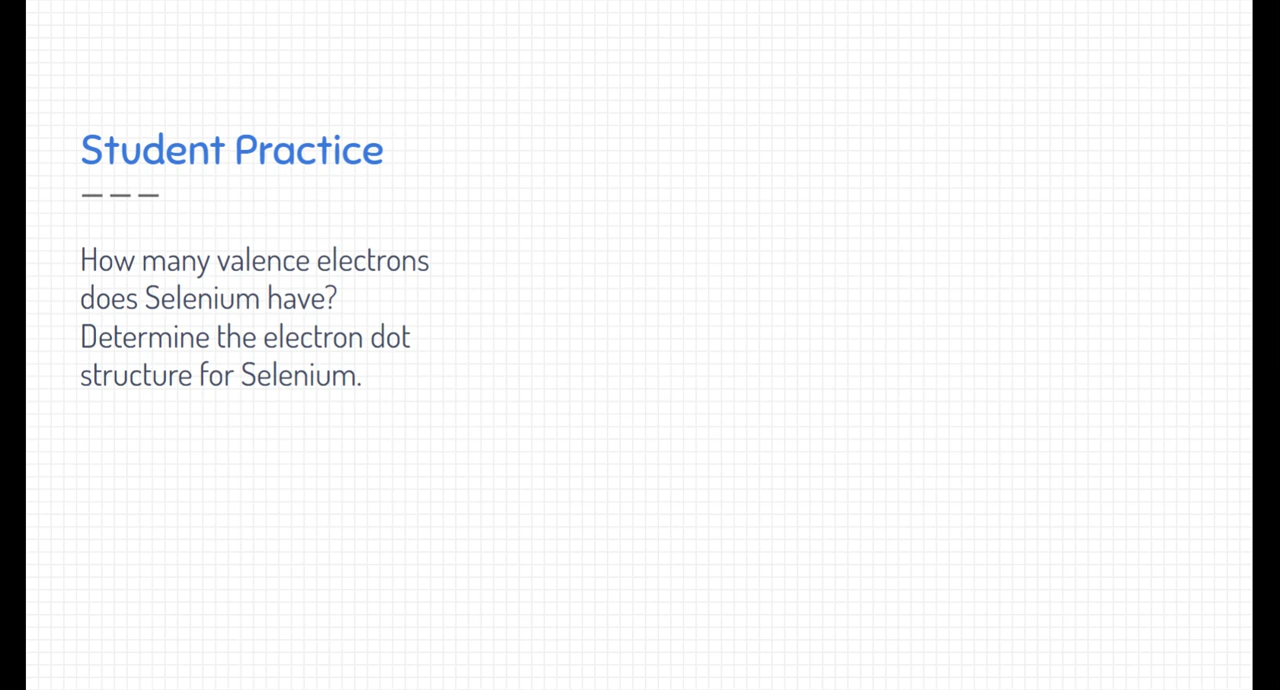 Student Practice
How many valence electrons
does Selenium have?
Determine the electron dot
structure for Selenium.